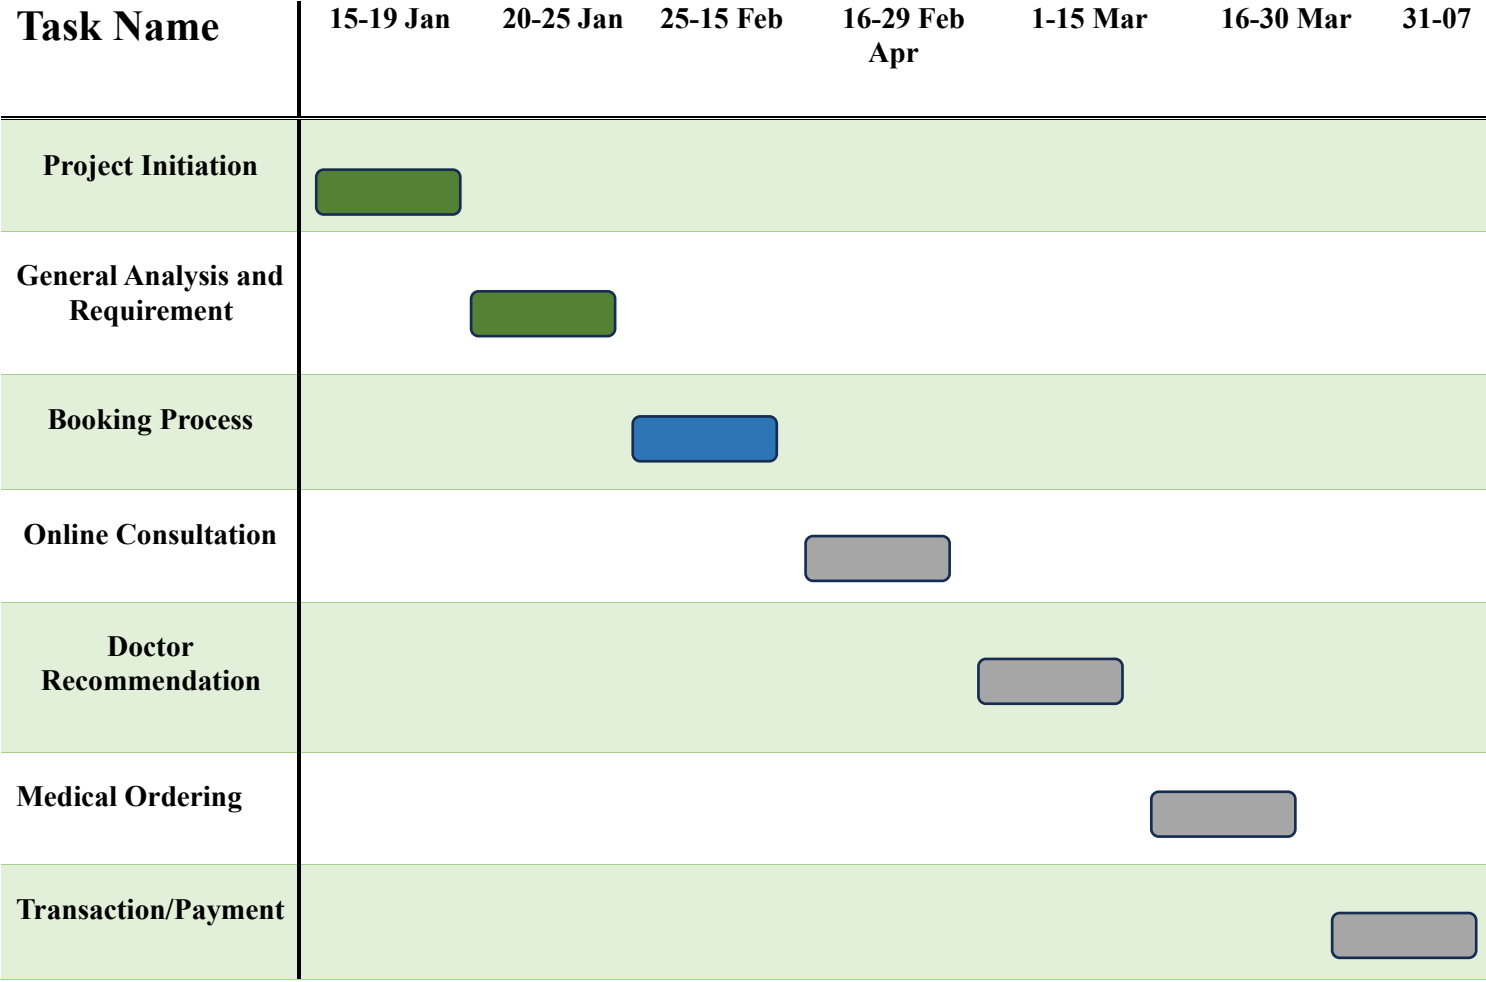 Task Name
15-19 Jan 20-25 Jan 25-15 Feb 16-29 Feb 1-15 Mar 16-30 Mar 31-07
Apr
Project Initiation
General Analysis and
Requirement
Booking Process
Online Consultation
Doctor
Recommendation
Medical Ordering
Transaction/Payment